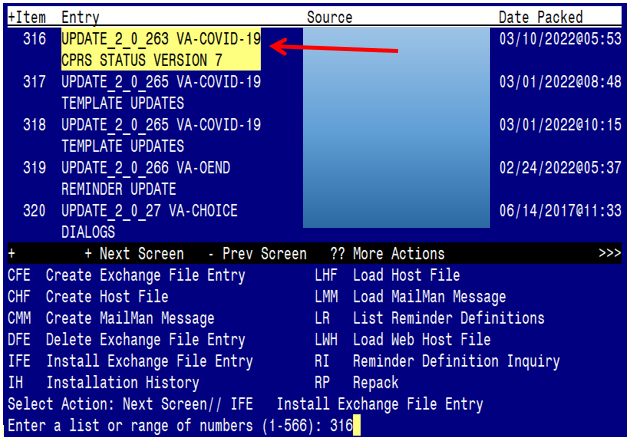 +Item Entry Source Date Packed
316 UPDATE_2_0_263 VA-COVID-19 03/10/2022@05:53
CPRS STATUS VERSION 7
317 UPDATE_2_0_265 VA-COVID-19 03/01/2022@08:48
TEMPLATE UPDATES
318 UPDATE_2_0_265 VA-COVID-19 03/01/2022@10:15
TEMPLATE UPDATES
319 UPDATE_2_0_266 VA-OEND 02/24/2022@05:37
REMINDER UPDATE
320 UPDATE_2_0_27 VA-CHOICE 06/14/2017@11:33
DIALOGS
+ + Next Screen - Prev Screen ?? More Actions >>>
CFE Create Exchange File Entry LHF Load Host File
CHF Create Host File LMM Load MailMan Message
CMM Create MailMan Message LR List Reminder Definitions
DFE Delete Exchange File Entry LWH Load Web Host File
IFE Install Exchange File Entry RI Reminder Definition Inquiry
IH Installation History RP Repack
Select Action: Next Screen// IFE Install Exchange File Entry
Enter a list or range of numbers (1-566): 316